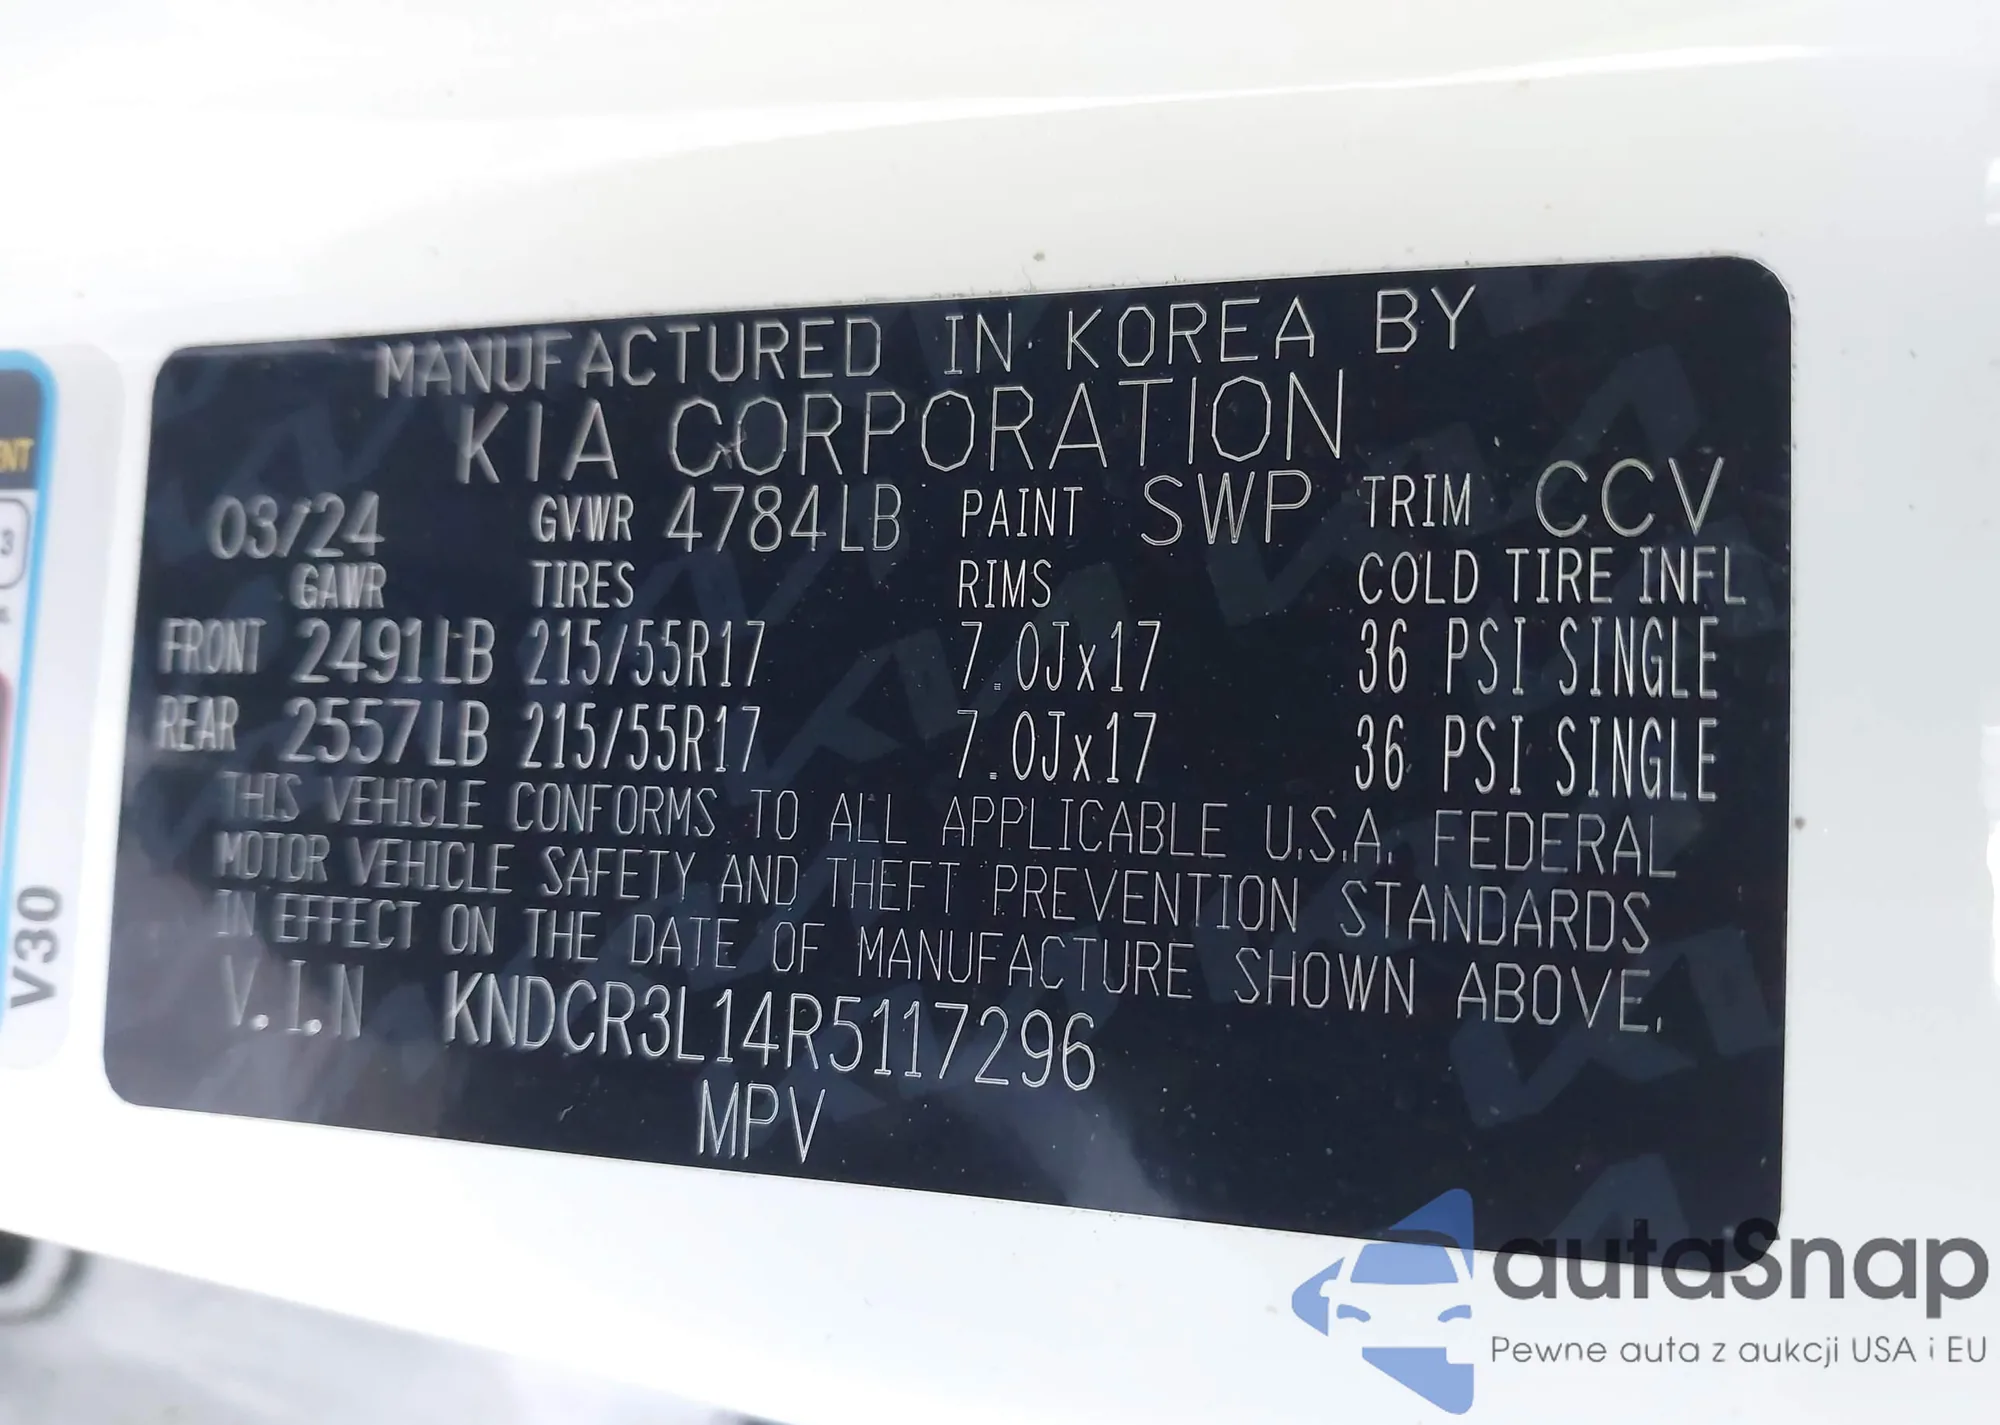 MANUFACTURED IN KOREA BY
KIA CORPORATION
03/24 GVWR 4784LB PAINT SWP TRIM CCV
GAWR TIRES RIMS COLD TIRE INFL
FRONT 2491LB 215/55R17 7.0Jx17 36 PSI SINGLE
REAR 2557LB 215/55R17 7.0Jx17 36 PSI SINGLE
THIS VEHICLE CONFORMS TO ALL APPLICABLE U.S.A. FEDERAL
MOTOR VEHICLE SAFETY AND THEFT PREVENTION STANDARDS
IN EFFECT ON THE DATE OF MANUFACTURE SHOWN ABOVE.
V.I.N KNDCR3L14R5117296
MPV
3
V30
autaSnap
Pewne auta z aukcji USA i EU